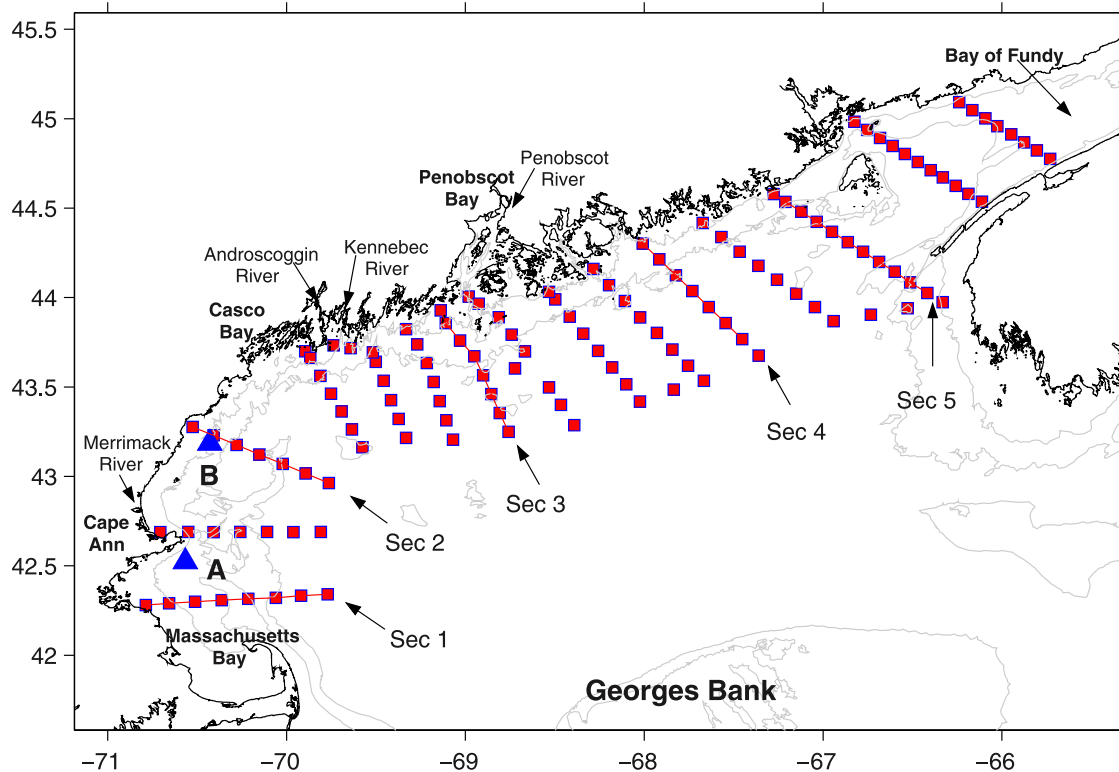 45.5
45
44.5
44
43.5
43
42.5
42
Bay of Fundy
Penobscot
Bay
Penobscot
River
Androscoggin
River
Kennebec
River
Casco
Bay
Sec 5
Sec 4
Sec 3
Merrimack
River
B
Sec 2
Cape
Ann
A
Sec 1
Massachusetts
Bay
Georges Bank
−71
−70
−69
−68
−67
−66